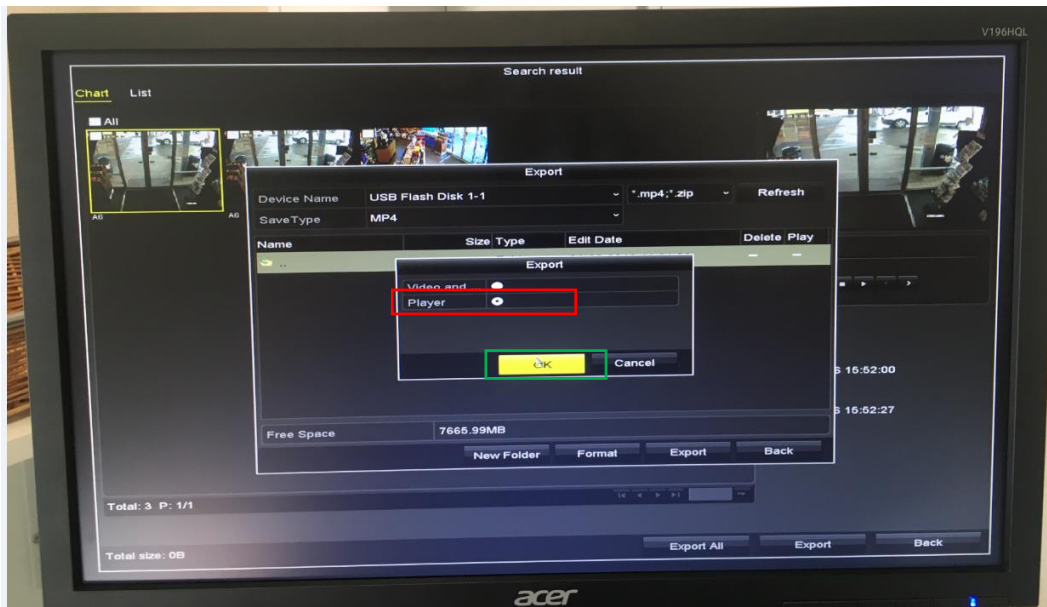 V196HQL
Search result
Chart List
All
A6
A6
Export
Device Name USB Flash Disk 1-1 *.mp4;*.zip Refresh
SaveType MP4
Name Size Type Edit Date Delete Play
..
Export
Video and
Player
OK Cancel
15:52:00
15:52:27
Free Space 7665.99MB
New Folder Format Export Back
Total: 3 P: 1/1
Total size: 0B
Export All Export Back
acer